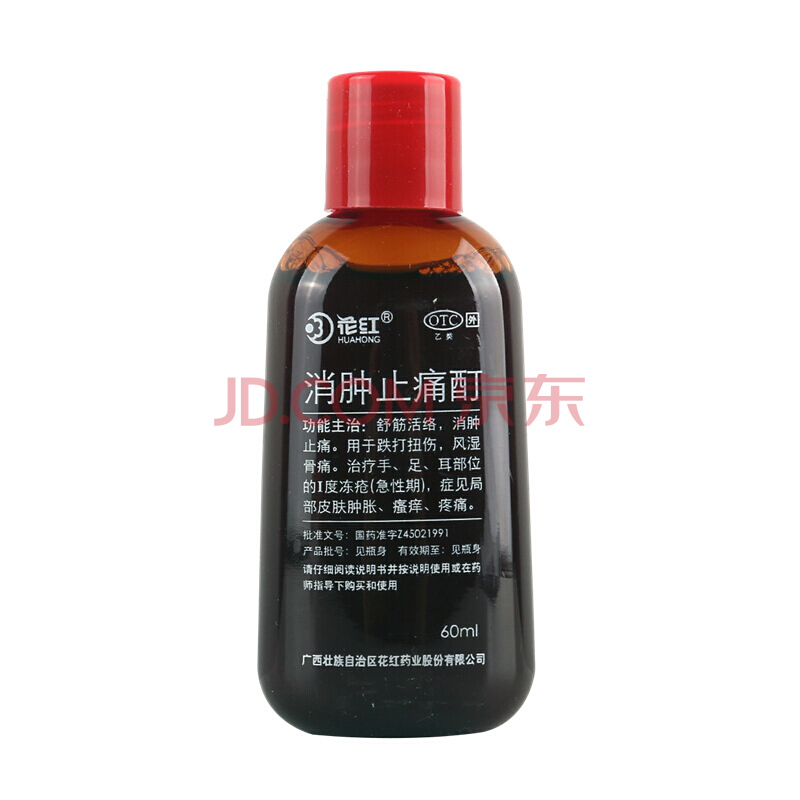 花红®
HUAHONG
OTC 外
乙类
消肿止痛酊
JD.COM 京东
功能主治：舒筋活络，消肿
止痛。用于跌打扭伤，风湿
骨痛。治疗手、足、耳部位
的I度冻疮(急性期)，症见局
部皮肤肿胀、瘙痒、疼痛。
批准文号：国药准字Z45021991
产品批号：见瓶身 有效期至：见瓶身
请仔细阅读说明书并按说明使用或在药
师指导下购买和使用
60ml
广西壮族自治区花红药业股份有限公司